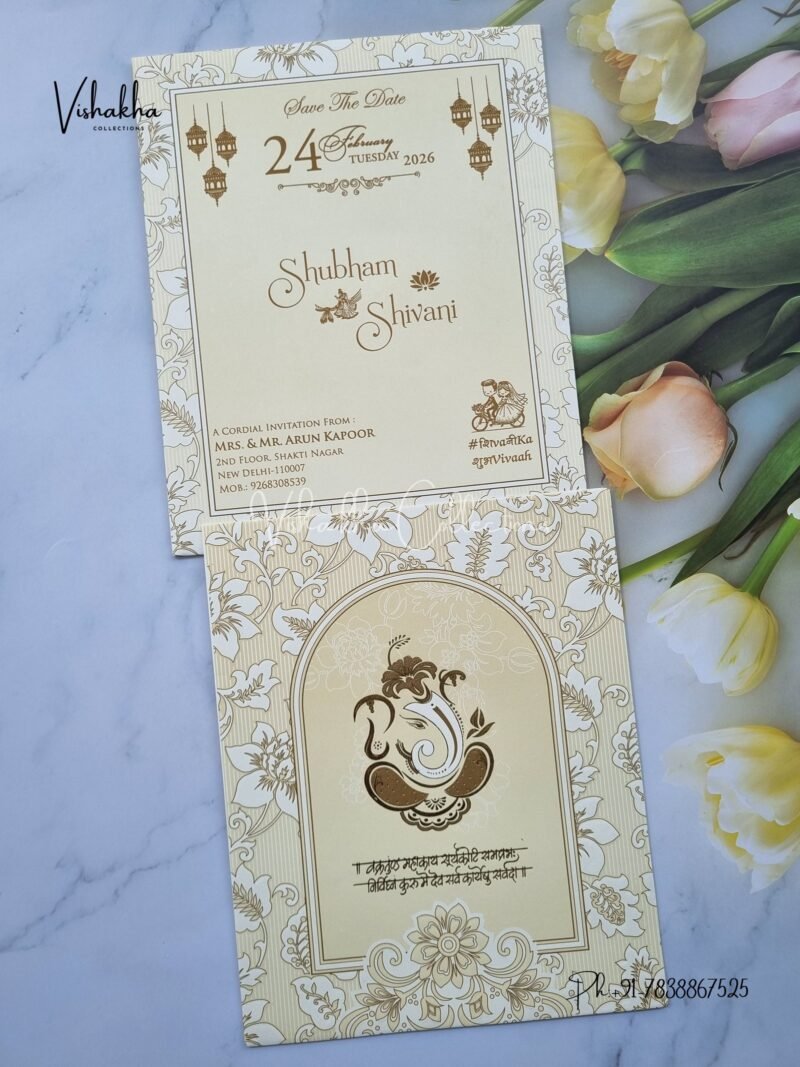 Vishakha
COLLECTIONS
Save The Date
24 February
TUESDAY 2026
Shubham
Shivani
A Cordial Invitation From :
Mrs. & Mr. Arun Kapoor
2nd Floor, Shakti Nagar
New Delhi-110007
Mob.: 9268308539
#शिवानीKa
शुभVivaah
Vishakha Collections
॥ वक्रतुण्ड महाकाय सूर्यकोटि समप्रभः
निर्विघ्नं कुरु मे देव सर्व कार्येषु सर्वदा ॥
Ph +91 7838867525